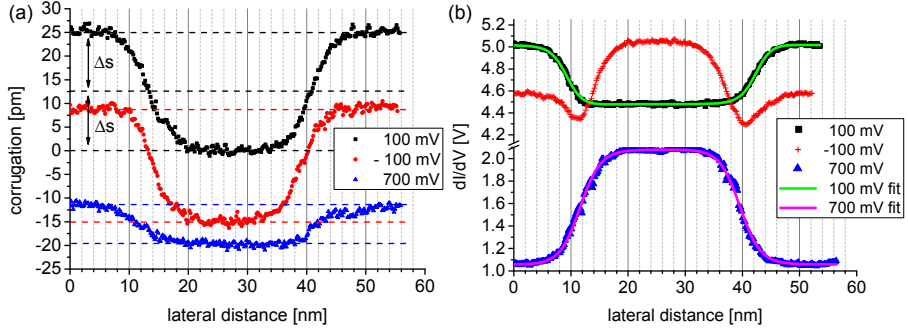 (a)
30
25
20
15
10
5
0
-5
-10
-15
-20
-25
corrugation [pm]
Δs
Δs
100 mV
- 100 mV
700 mV
0 10 20 30 40 50 60
lateral distance [nm]
(b)
5.2
5.0
4.8
4.6
4.4
4.2
2.0
1.8
1.6
1.4
1.2
1.0
dI/dV [V]
100 mV
-100 mV
700 mV
100 mV fit
700 mV fit
0 10 20 30 40 50 60
lateral distance [nm]